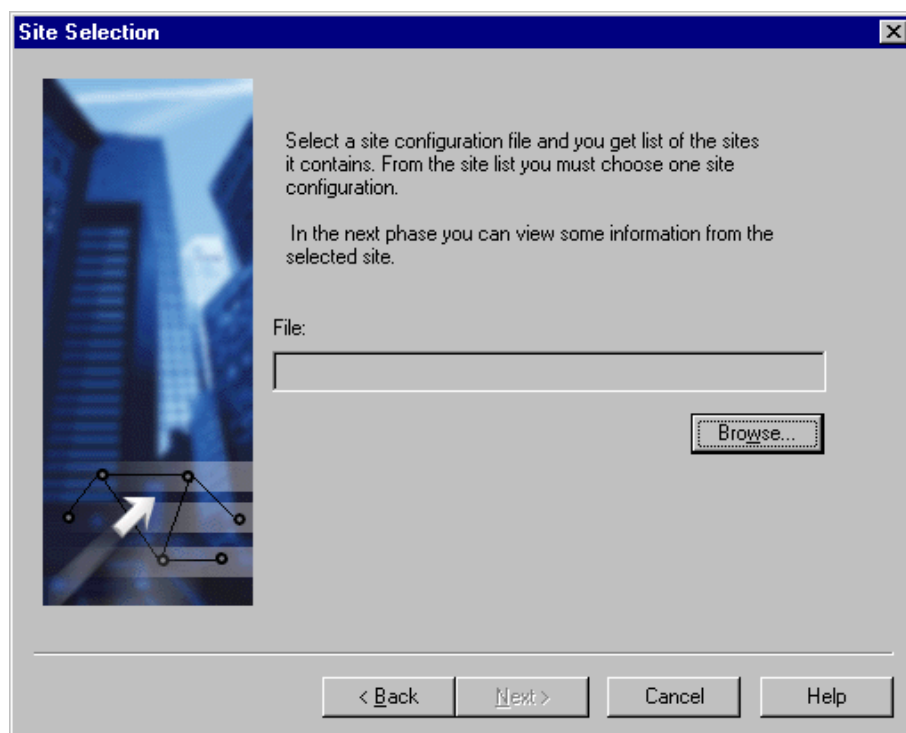 Site Selection
Select a site configuration file and you get list of the sites
it contains. From the site list you must choose one site
configuration.
In the next phase you can view some information from the
selected site.
File:
Browse...
< Back
Next >
Cancel
Help